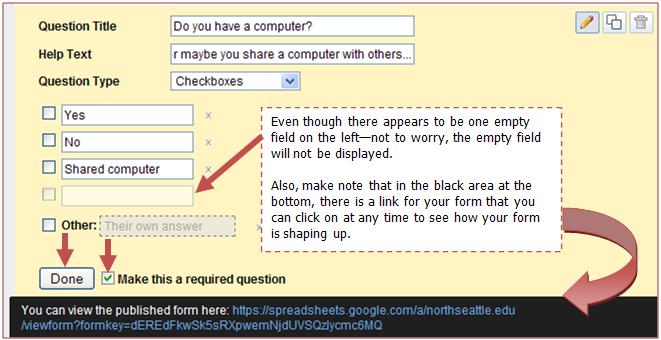 Question Title Do you have a computer?
Help Text r maybe you share a computer with others...
Question Type Checkboxes
Yes x
No x
Shared computer x
Other: Their own answer x
Even though there appears to be one empty
field on the left—not to worry, the empty field
will not be displayed.
Also, make note that in the black area at the
bottom, there is a link for your form that you
can click on at any time to see how your form
is shaping up.
Done Make this a required question
You can view the published form here: https://spreadsheets.google.com/a/northseattle.edu
/viewform?formkey=dEREdFkwSk5sRXpwemNjdUVSQzlycmc6MQ